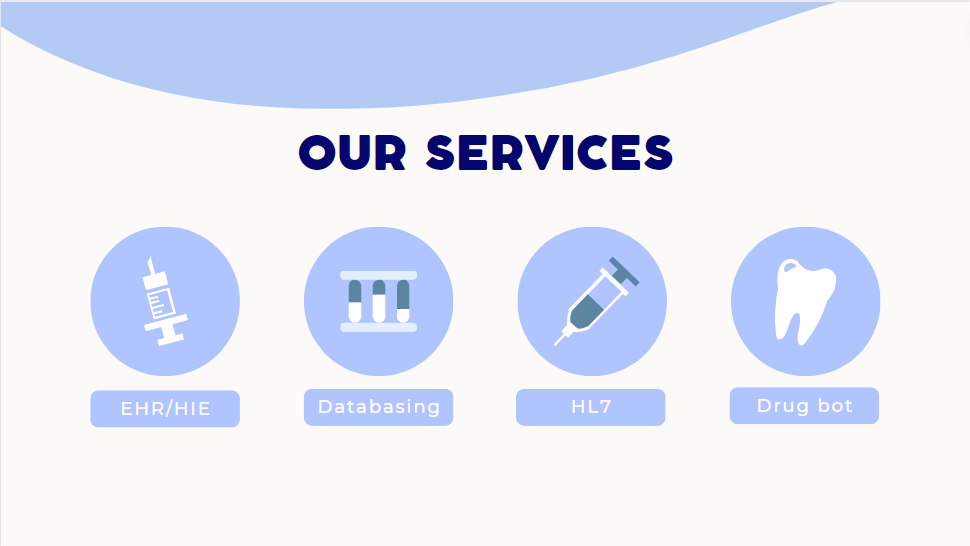 OUR SERVICES
EHR/HIE
Databasing
HL7
Drug bot